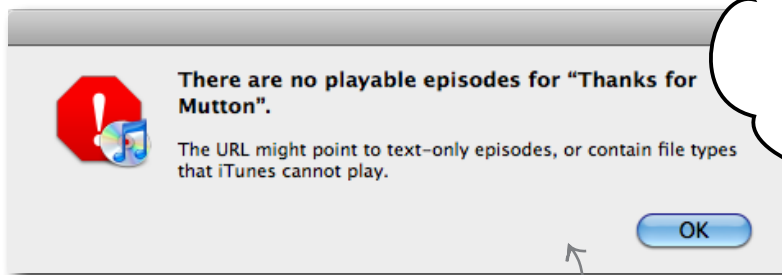 There are no playable episodes for “Thanks for
Mutton”.
The URL might point to text-only episodes, or contain file types
that iTunes cannot play.
OK